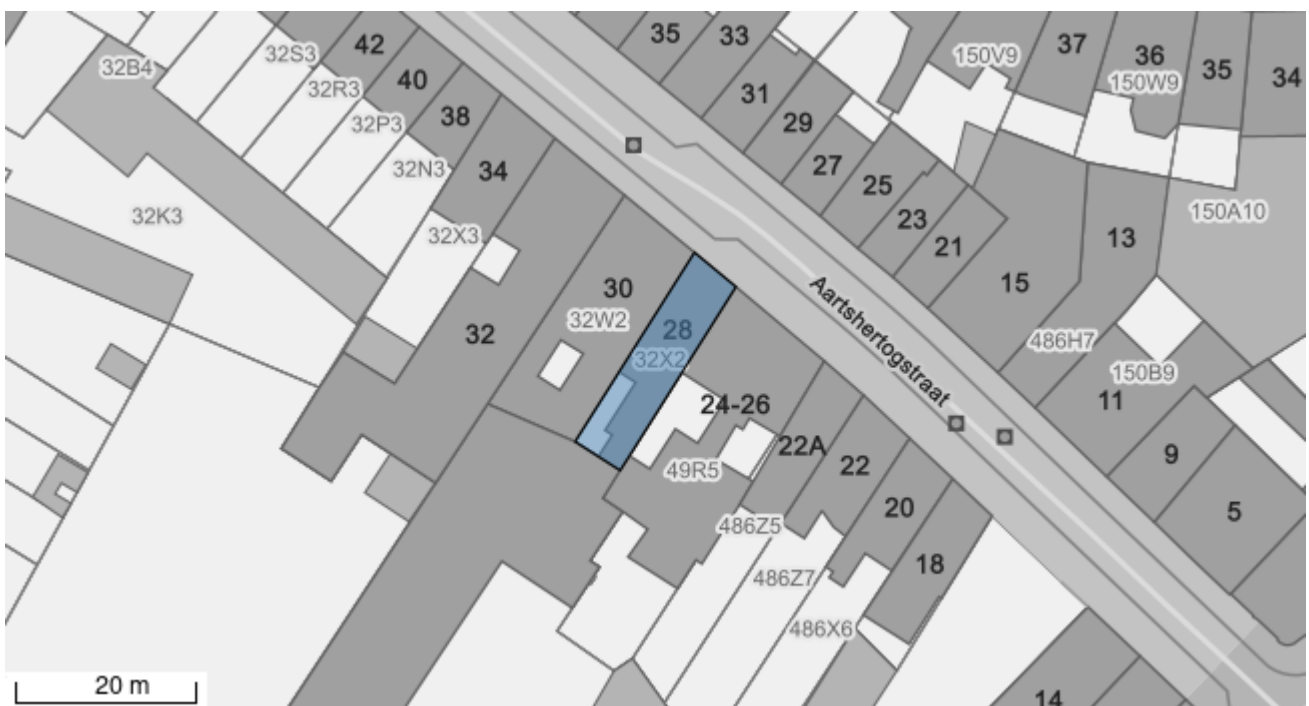 42
32S3
35
33
37
36
35
34
150V9
150W9
32B4
40
32R3
31
38
32P3
29
27
32N3
34
25
32K3
32X3
23
21
13
150A10
15
30
Aartshertogstraat
32W2
28
32X2
32
486H7
150B9
11
24-26
22A
9
22
49R5
5
20
486Z5
18
486Z7
486X6
20 m
14